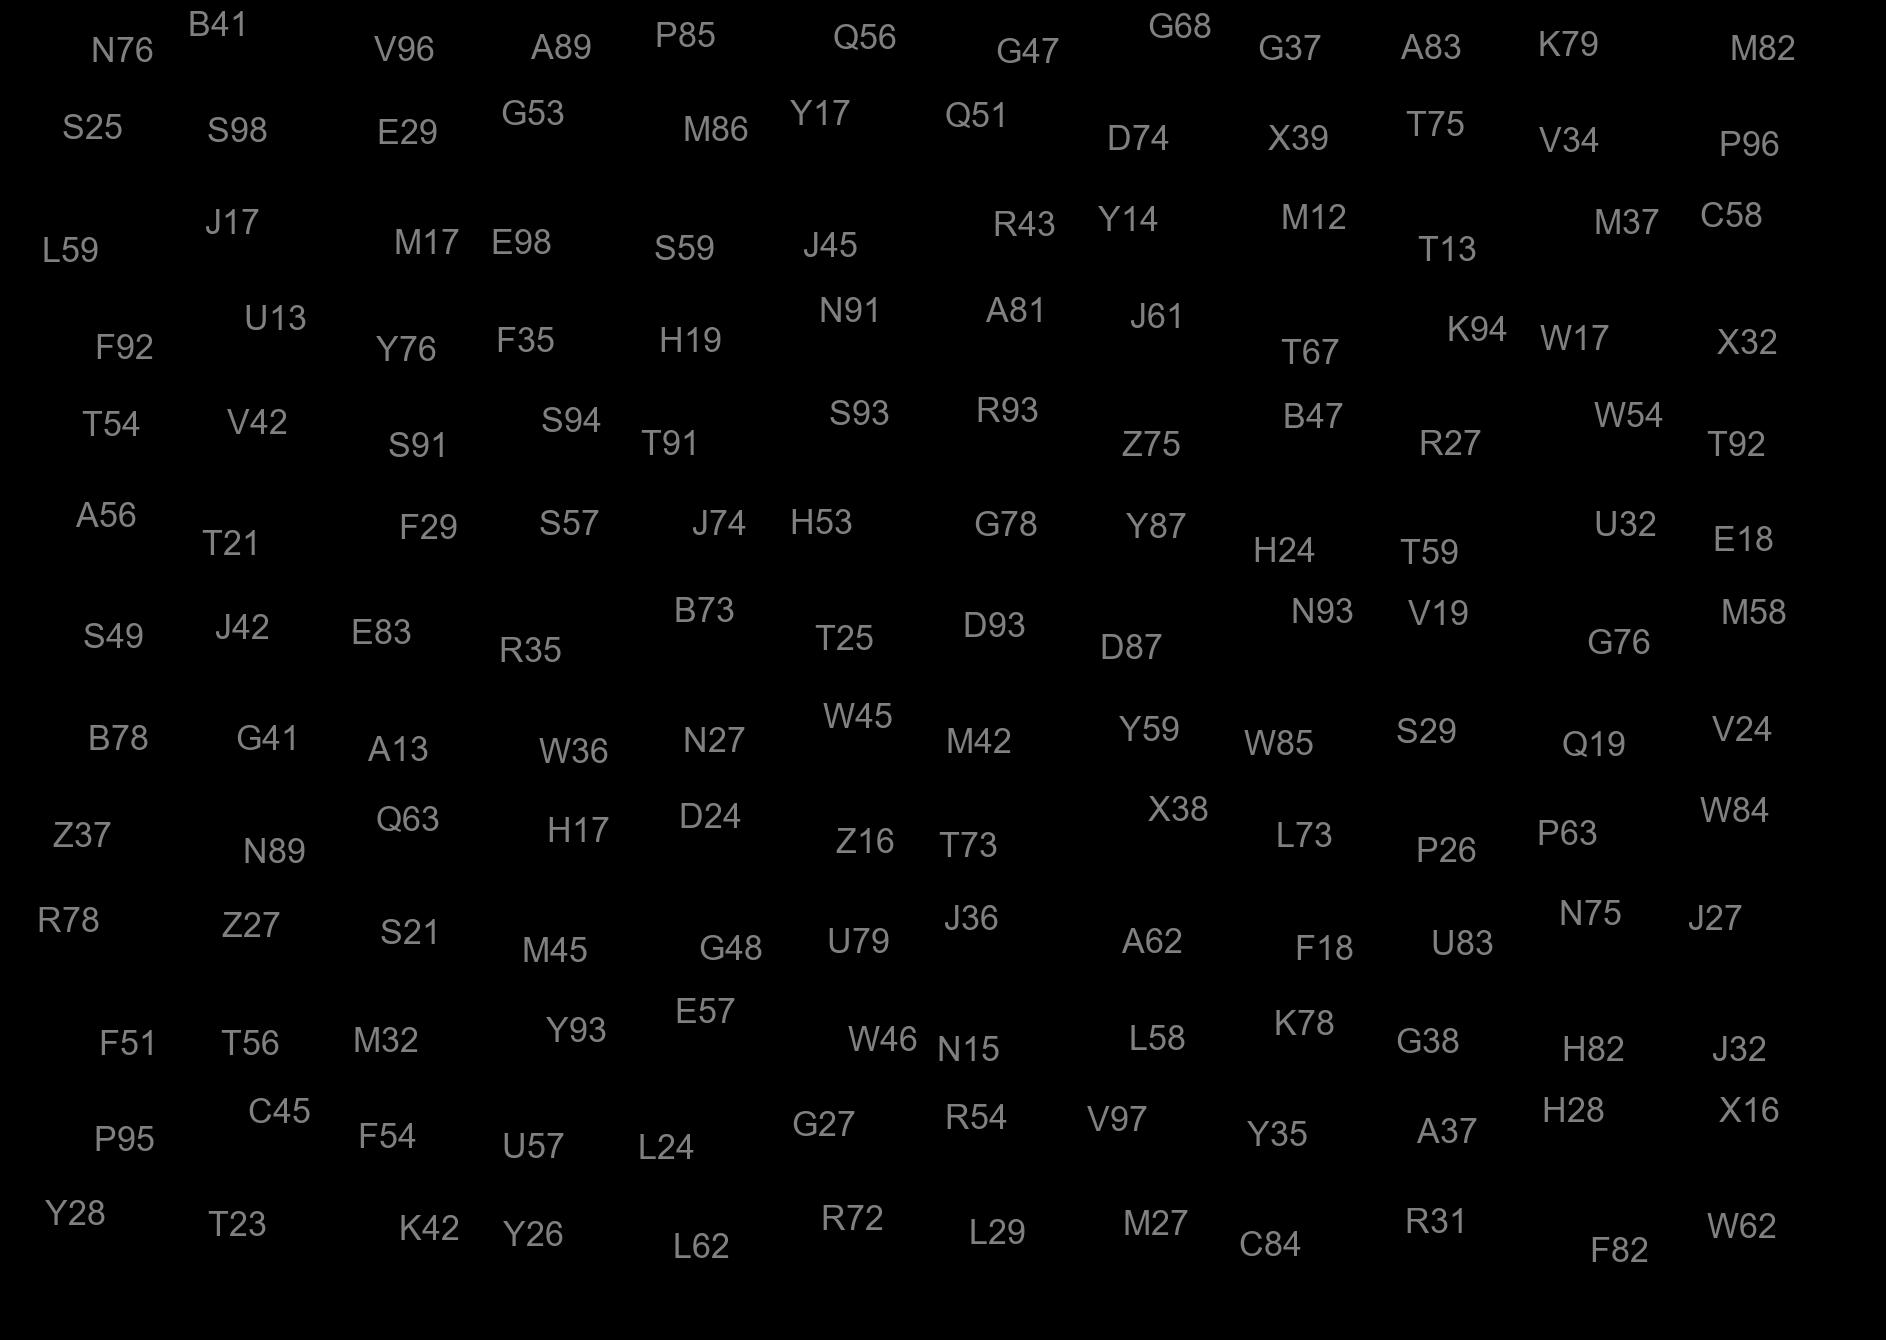 N76 B41 V96 A89 P85 Q56 G47 G68 G37 A83 K79 M82
S25 S98 E29 G53 M86 Y17 Q51 D74 X39 T75 V34 P96
L59 J17 M17 E98 S59 J45 R43 Y14 M12 T13 M37 C58
F92 U13 Y76 F35 H19 N91 A81 J61 T67 K94 W17 X32
T54 V42 S91 S94 T91 S93 R93 Z75 B47 R27 W54 T92
A56 T21 F29 S57 J74 H53 G78 Y87 H24 T59 U32 E18
S49 J42 E83 R35 B73 T25 D93 D87 N93 V19 G76 M58
B78 G41 A13 W36 N27 W45 M42 Y59 W85 S29 Q19 V24
Z37 N89 Q63 H17 D24 Z16 T73 X38 L73 P26 P63 W84
R78 Z27 S21 M45 G48 U79 J36 A62 F18 U83 N75 J27
F51 T56 M32 Y93 E57 W46 N15 L58 K78 G38 H82 J32
P95 C45 F54 U57 L24 G27 R54 V97 Y35 A37 H28 X16
Y28 T23 K42 Y26 L62 R72 L29 M27 C84 R31 F82 W62